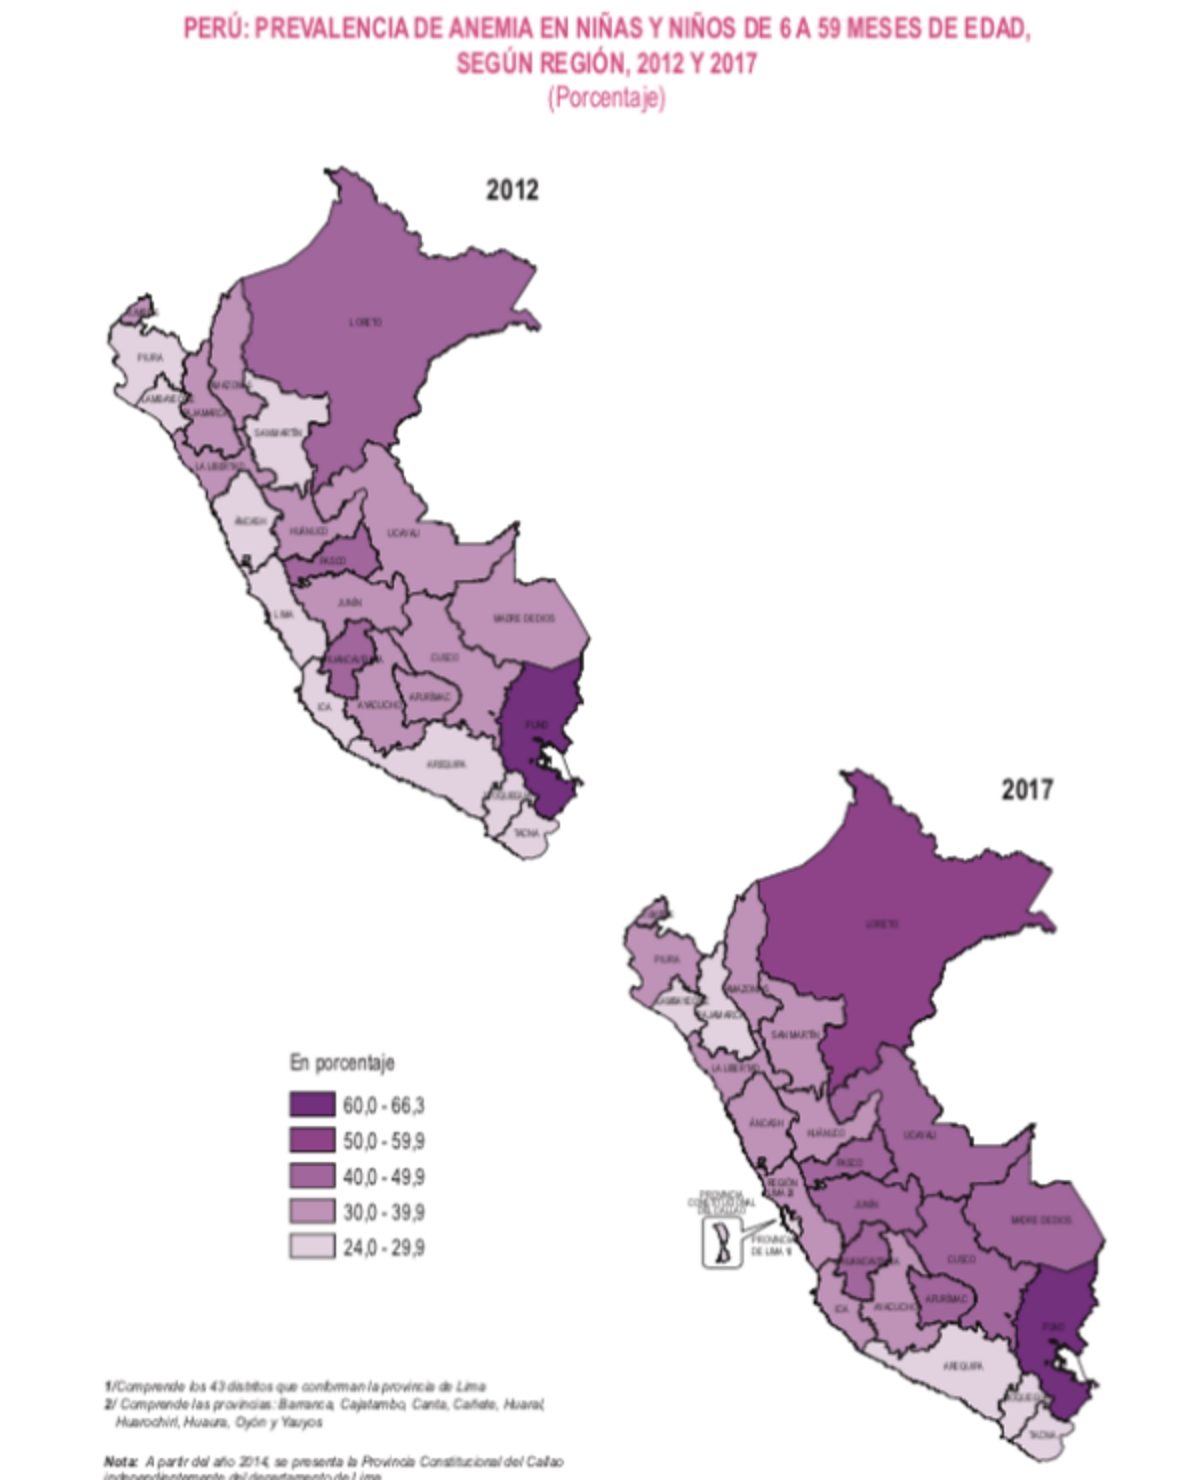 PERÚ: PREVALENCIA DE ANEMIA EN NIÑAS Y NIÑOS DE 6 A 59 MESES DE EDAD,
SEGÚN REGIÓN, 2012 Y 2017
(Porcentaje)
2012
LORETO
PIURA
AMAZONAS
LAMBAYEQUE
CAJAMARCA
SAN MARTÍN
LA LIBERTAD
ÁNCASH
HUÁNUCO
UCAYALI
PASCO
JUNÍN
LIMA
MADRE DE DIOS
HUANCAVELICA
CUSCO
ICA
AYACUCHO
APURÍMAC
PUNO
AREQUIPA
MOQUEGUA
TACNA
2017
LORETO
PIURA
AMAZONAS
LAMBAYEQUE
CAJAMARCA
SAN MARTÍN
LA LIBERTAD
ÁNCASH
HUÁNUCO
UCAYALI
PASCO
REGIÓN
LIMA 2/
PROVINCIA
CONSTITUCIONAL
DEL CALLAO
JUNÍN
MADRE DE DIOS
PROVINCIA
DE LIMA 1/
HUANCAVELICA
CUSCO
ICA
AYACUCHO
APURÍMAC
PUNO
AREQUIPA
MOQUEGUA
TACNA
En porcentaje
60,0 - 66,3
50,0 - 59,9
40,0 - 49,9
30,0 - 39,9
24,0 - 29,9
1/Comprende los 43 distritos que conforman la provincia de Lima
2/ Comprende las provincias: Barranca, Cajatambo, Canta, Cañete, Huaral,
Huarochirí, Huaura, Oyón y Yauyos
Nota: A partir del año 2014, se presenta la Provincia Constitucional del Callao
independientemente del departamento de Lima